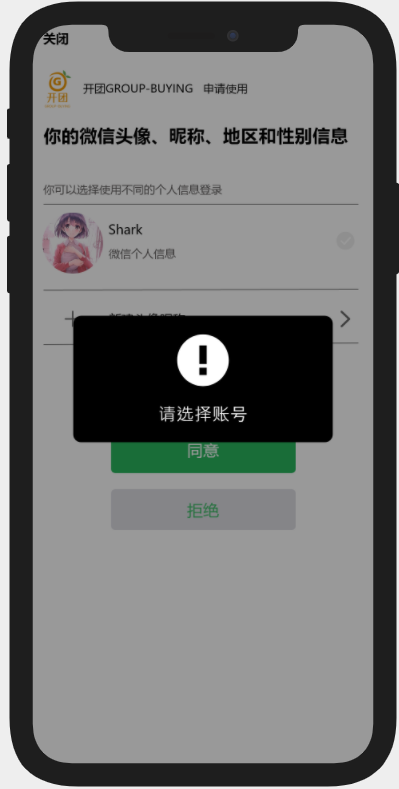 关闭
G
开团
开团GROUP-BUYING 申请使用
你的微信头像、昵称、地区和性别信息
你可以选择使用不同的个人信息登录
Shark
微信个人信息
请选择账号
同意
拒绝